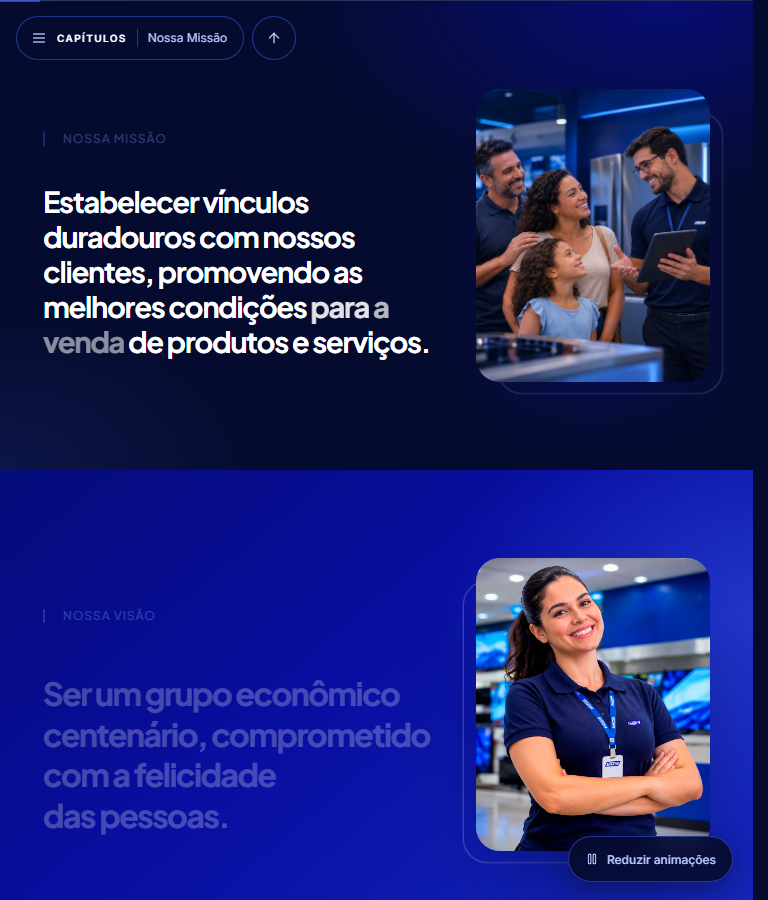 CAPÍTULOS
Nossa Missão
NOSSA MISSÃO
Estabelecer vínculos
duradouros com nossos
clientes, promovendo as
melhores condições para a
venda de produtos e serviços.
NOSSA VISÃO
Ser um grupo econômico
centenário, comprometido
com a felicidade
das pessoas.
Reduzir animações